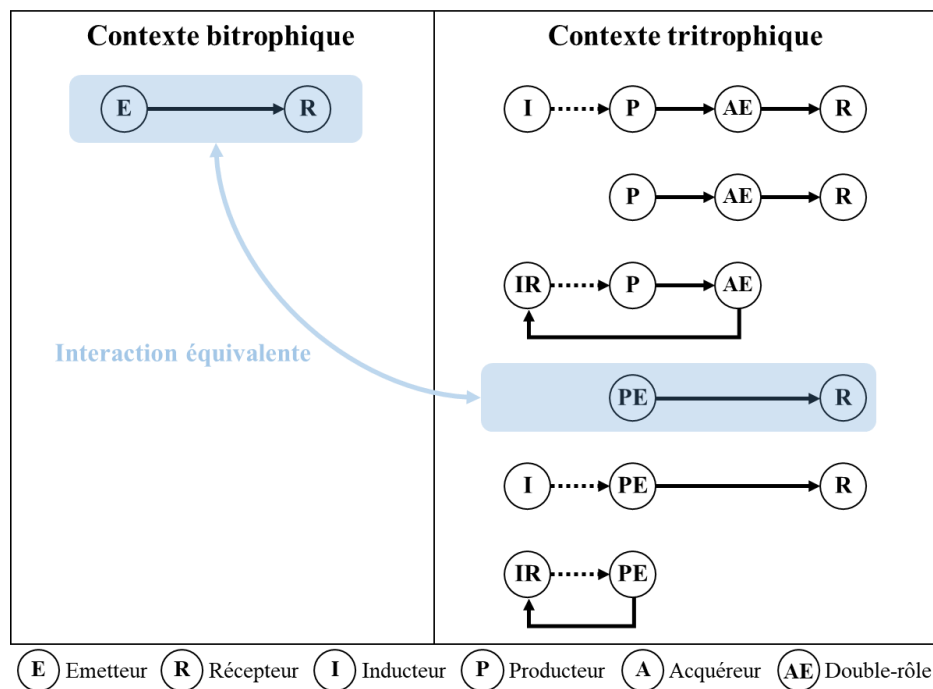 Contexte bitrophique
Contexte tritrophique
E R
I P AE R
P AE R
IR P AE
Interaction équivalente
PE R
I PE R
IR PE
E Emetteur R Récepteur I Inducteur P Producteur A Acquéreur AE Double-rôle